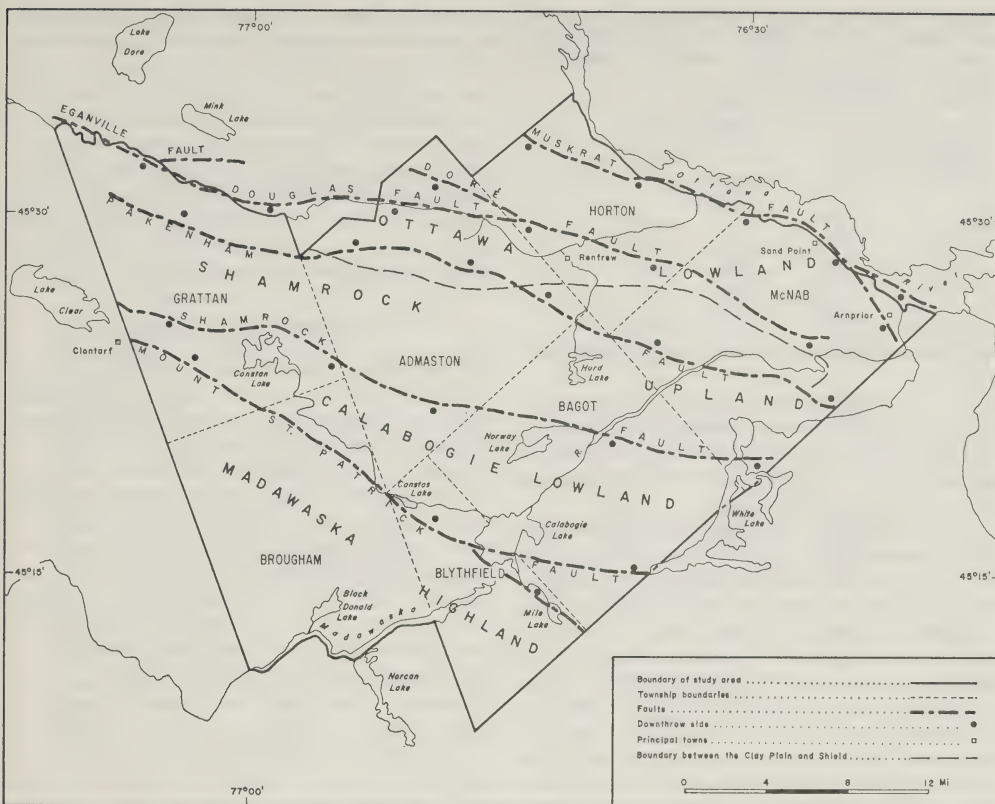 77°00'
76°30'
Lake Dore
Mink Lake
EGANVILLE FAULT
45°30'
45°30'
DOUGLAS FAULT
DORÉ FAULT
MUSKRAT FAULT
Ottawa River
HORTON
PAKENHAM FAULT
OTTAWA LOWLAND
Renfrew
Sand Point
McNAB
Arnprior
SHAMROCK UPLAND
GRATTAN
Lake Clear
SHAMROCK FAULT
Clontarf
Constan Lake
ADMASTON
Hurd Lake
BAGOT
MOUNT ST. PATRICK FAULT
CALABOGIE LOWLAND
Norway Lake
R
Constas Lake
White Lake
Calabogie Lake
MADAWASKA HIGHLAND
BROUGHAM
BLYTHFIELD
45°15'
45°15'
Mile Lake
Black Donald Lake
Madawaska
Norcan Lake
77°00'
Boundary of study area
Township boundaries
Faults
Downthrow side
Principal towns
Boundary between the Clay Plain and Shield
0 4 8 12 Mi